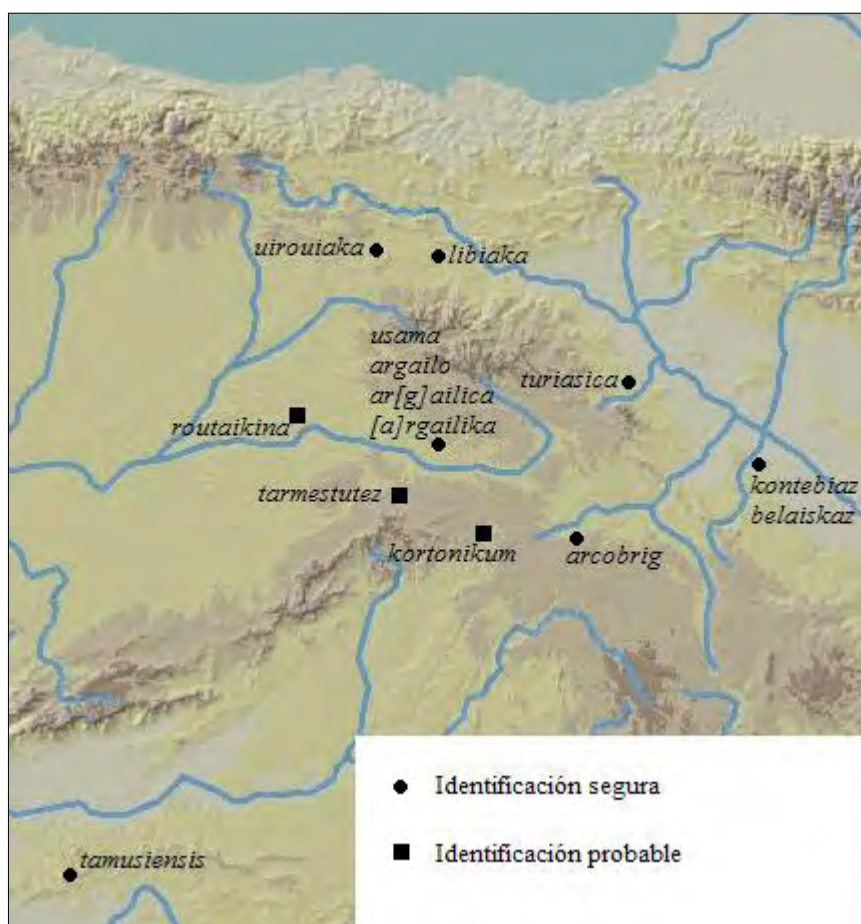 uirouiaka
libiaka
usama
argailo
ar[g]ailica
[a]rgailika
turiasica
routaikina
kontebiaz
belaiskaz
tarmestutez
kortonikum
arcobrig
Identificación segura
Identificación probable
tamusiensis